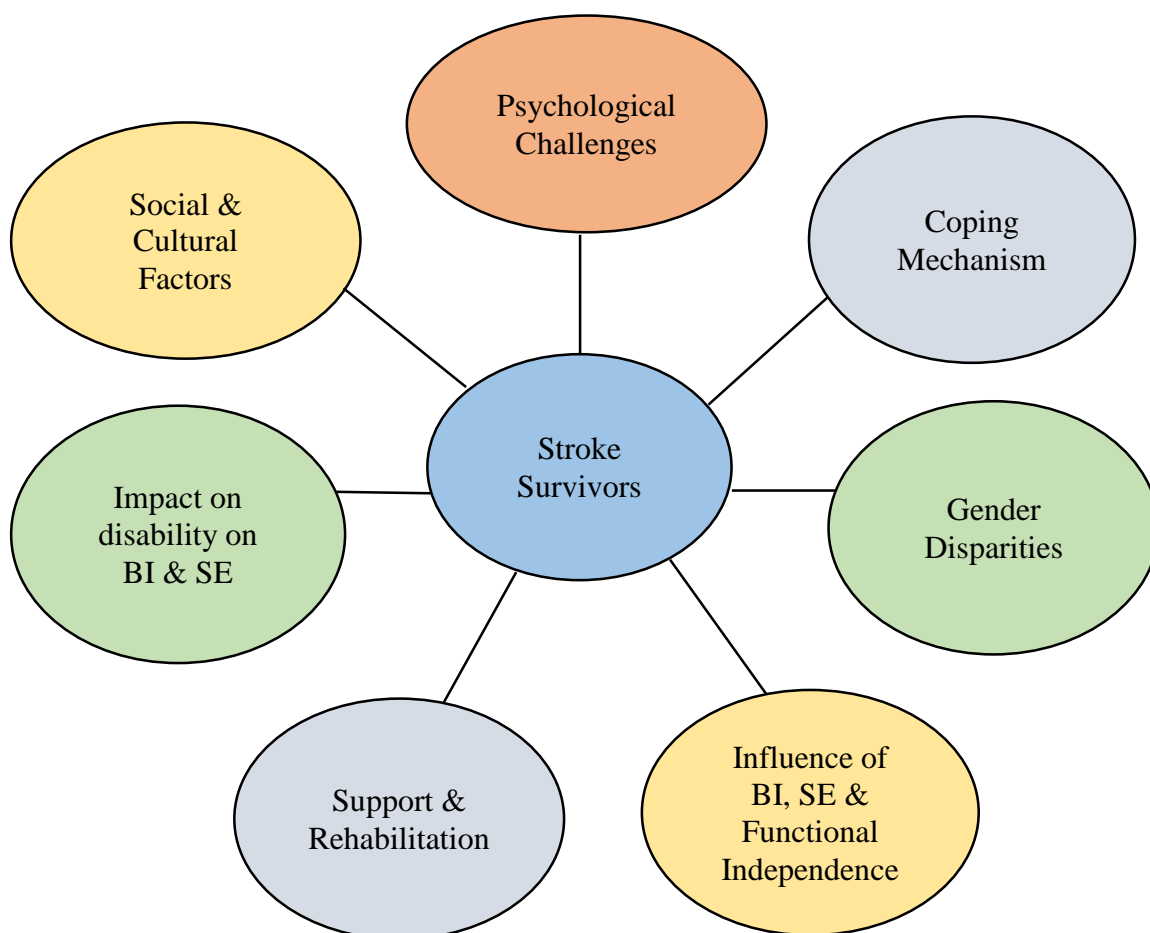 Psychological
Challenges
Social &
Cultural
Factors
Coping
Mechanism
Stroke
Survivors
Impact on
disability on
BI & SE
Gender
Disparities
Support &
Rehabilitation
Influence of
BI, SE &
Functional
Independence